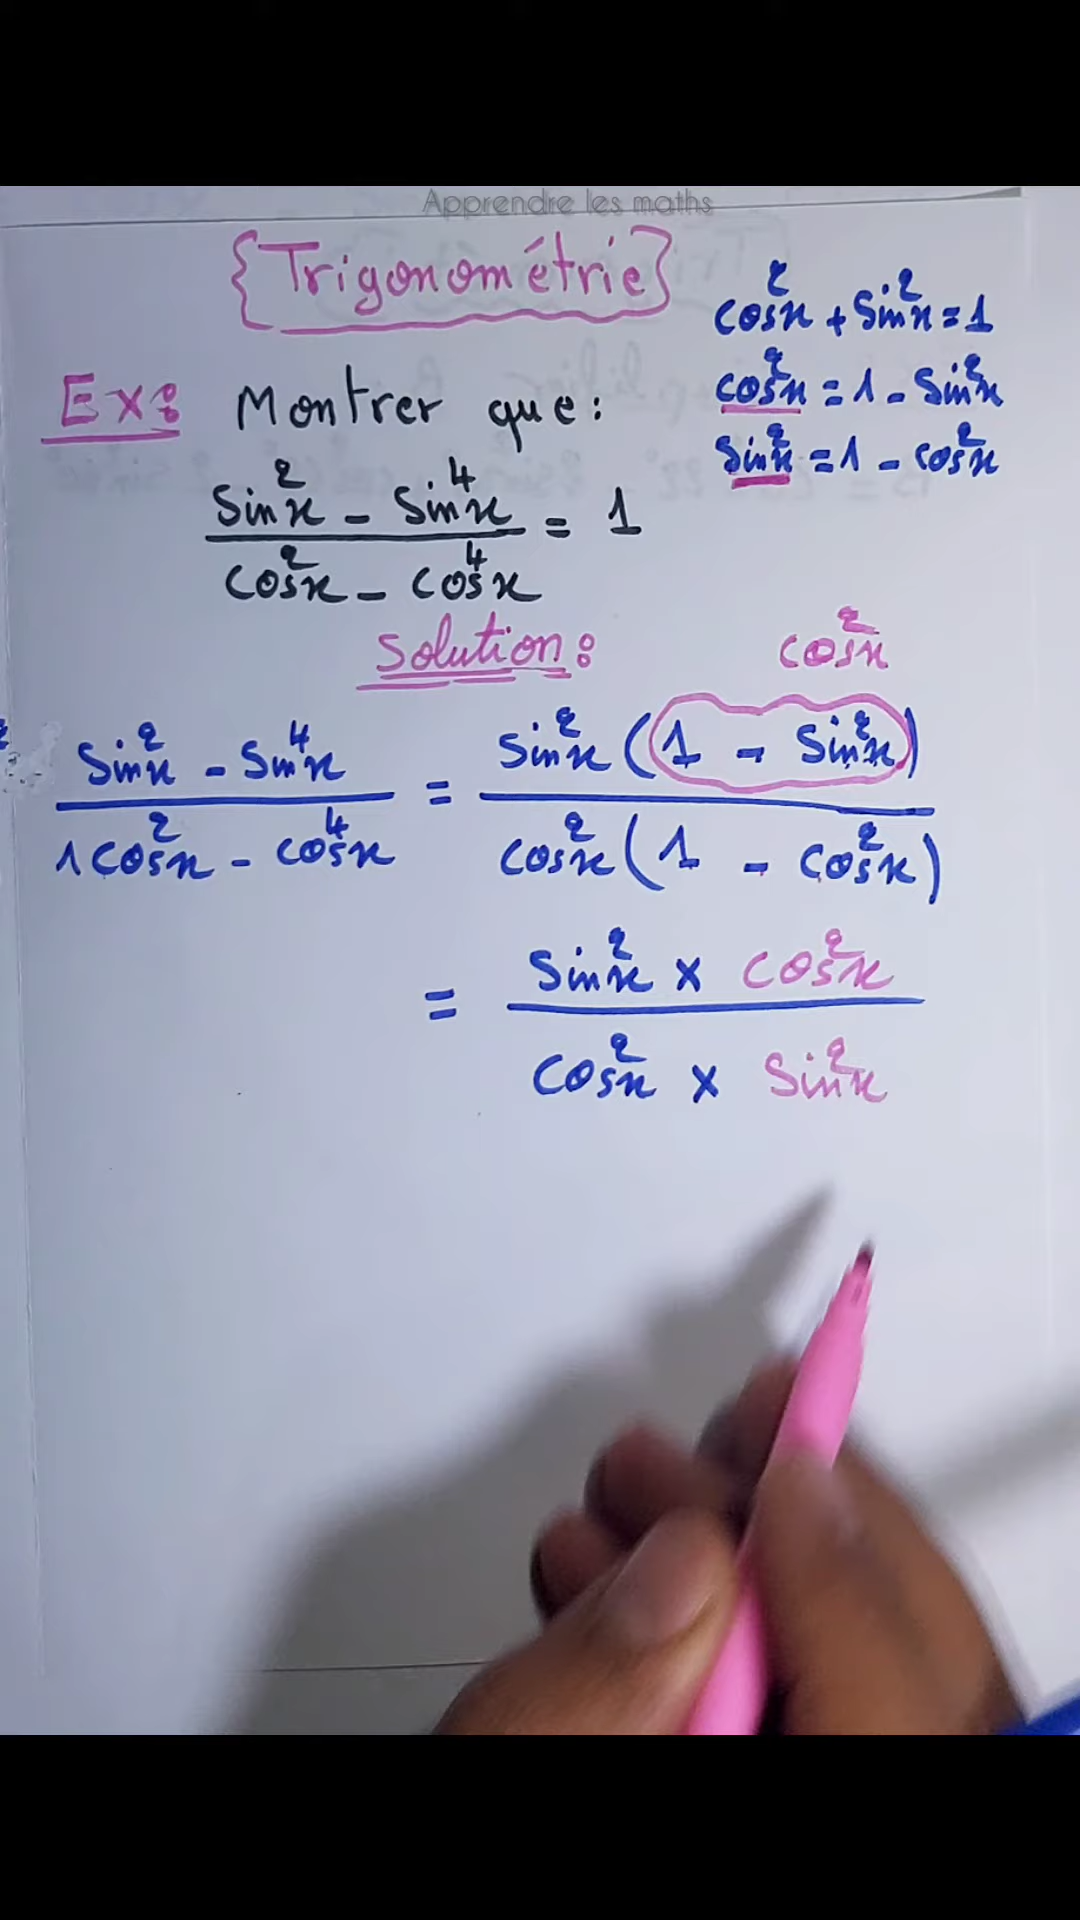 Apprendre les maths
{Trigonométrie}
cos²x + sin²x = 1
cos²x = 1 - sin²x
sin²x = 1 - cos²x
Ex: Montrer que:
sin²x - sin⁴x
cos²x - cos⁴x
= 1
Solution:
cos²x
sin²x - sin⁴x
1cos²x - cos⁴x
=
sin²x (1 - sin²x)
cos²x (1 - cos²x)
=
sin²x × cos²x
cos²x × sin²x